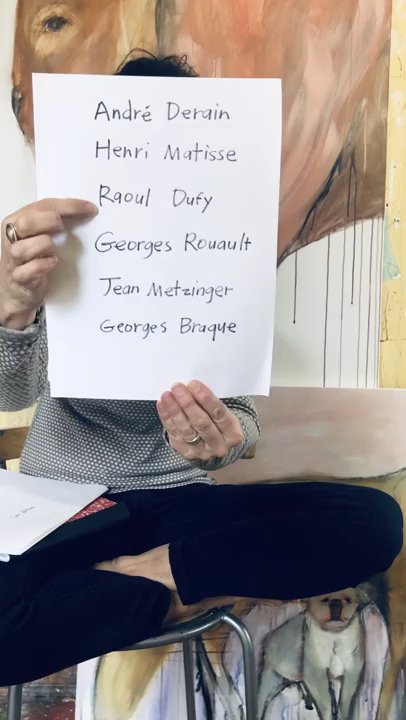 André Derain
Henri Matisse
Raoul Dufy
Georges Rouault
Jean Metzinger
Georges Braque